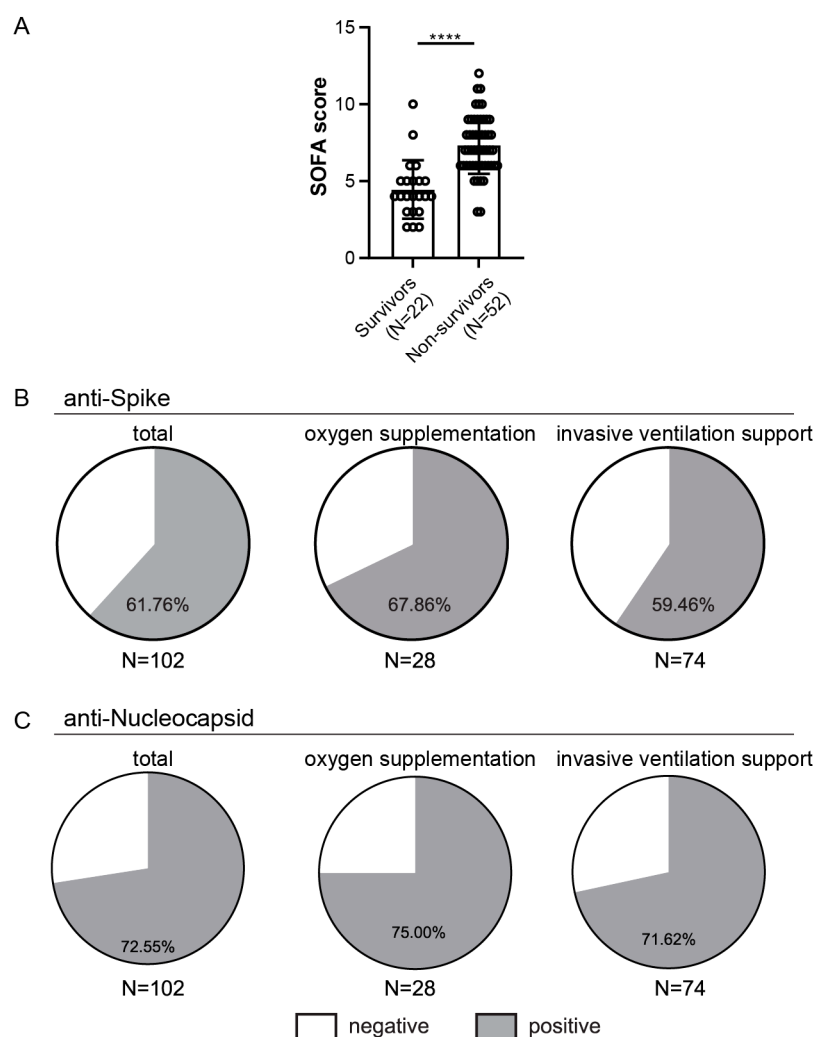 A
15
****
10
SOFA score
5
0
Survivors
(N=22)
Non-survivors
(N=52)
B
anti-Spike
total
oxygen supplementation
invasive ventilation support
61.76%
67.86%
59.46%
N=102
N=28
N=74
C
anti-Nucleocapsid
total
oxygen supplementation
invasive ventilation support
72.55%
75.00%
71.62%
N=102
N=28
N=74
negative
positive